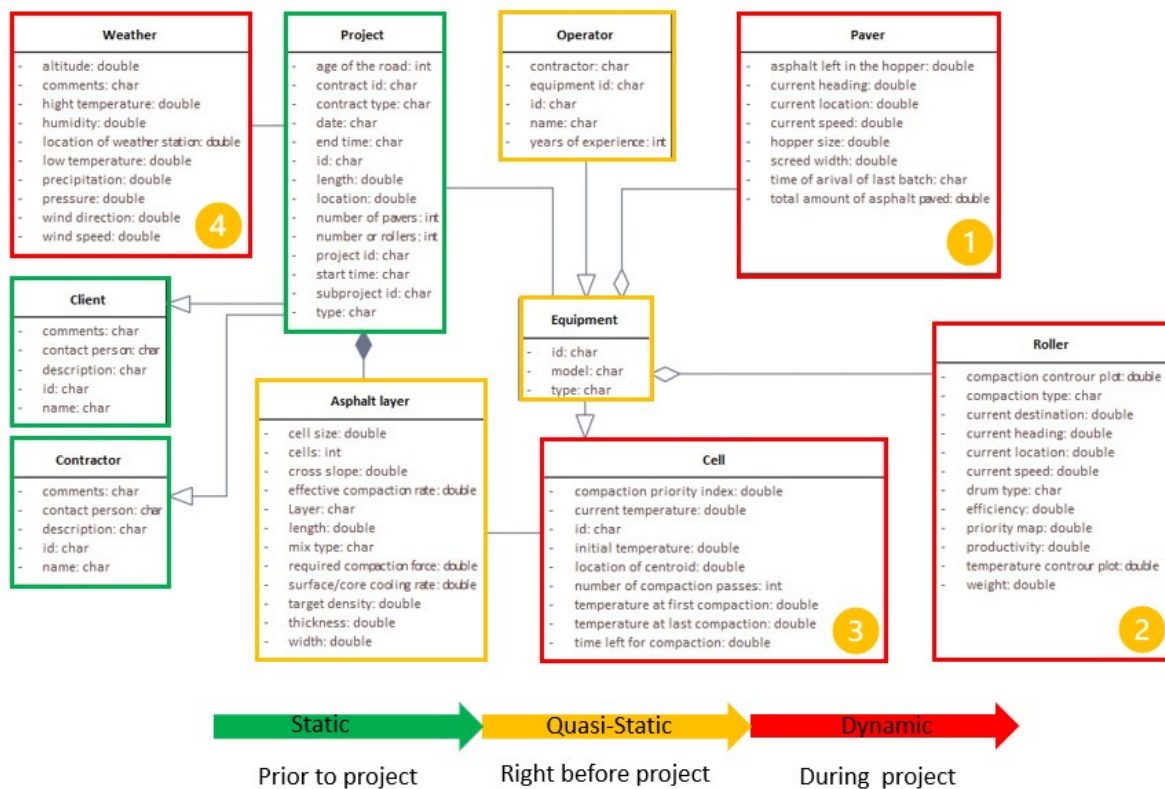 Weather
- altitude: double
- comments: char
- hight temperature: double
- humidity: double
- location of weather station: double
- low temperature: double
- precipitation: double
- pressure: double
- wind direction: double
- wind speed: double
4
Project
- age of the road: int
- contract id: char
- contract type: char
- date: char
- end time: char
- id: char
- length: double
- location: double
- number of pavers: int
- number or rollers: int
- project id: char
- start time: char
- subproject id: char
- type: char
Operator
- contractor: char
- equipment id: char
- id: char
- name: char
- years of experience: int
Paver
- asphalt left in the hopper: double
- current heading: double
- current location: double
- current speed: double
- hopper size: double
- screed width: double
- time of arival of last batch: char
- total amount of asphalt paved: double
1
Client
- comments: char
- contact person: char
- description: char
- id: char
- name: char
Equipment
- id: char
- model: char
- type: char
Roller
- compaction controur plot: double
- compaction type: char
- current destination: double
- current heading: double
- current location: double
- current speed: double
- drum type: char
- efficiency: double
- priority map: double
- productivity: double
- temperature controur plot: double
- weight: double
2
Contractor
- comments: char
- contact person: char
- description: char
- id: char
- name: char
Asphalt layer
- cell size: double
- cells: int
- cross slope: double
- effective compaction rate: double
- Layer: char
- length: double
- mix type: char
- required compaction force: double
- surface/core cooling rate: double
- target density: double
- thickness: double
- width: double
Cell
- compaction priority index: double
- current temperature: double
- id: char
- initial temperature: double
- location of centroid: double
- number of compaction passes: int
- temperature at first compaction: double
- temperature at last compaction: double
- time left for compaction: double
3
Static
Quasi-Static
Dynamic
Prior to project
Right before project
During project